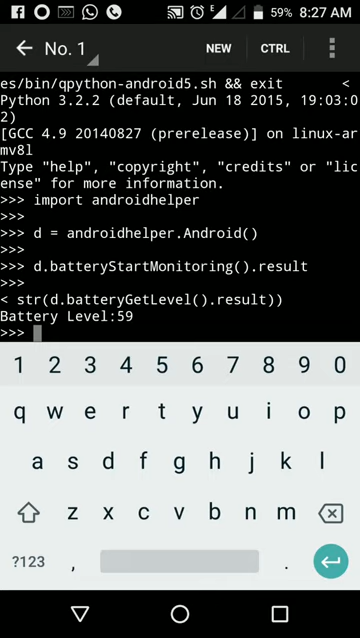 59% 8:27 AM
No. 1 NEW CTRL
es/bin/qpython-android5.sh && exit <
Python 3.2.2 (default, Jun 18 2015, 19:03:0
2)
[GCC 4.9 20140827 (prerelease)] on linux-ar
mv8l
Type "help", "copyright", "credits" or "lic
ense" for more information.
>>> import androidhelper
>>>
>>> d = androidhelper.Android()
>>>
>>> d.batteryStartMonitoring().result
>>>
< str(d.batteryGetLevel().result))
Battery Level:59
>>>
1 2 3 4 5 6 7 8 9 0
q w e r t y u i o p
a s d f g h j k l
z x c v b n m
?123 , .